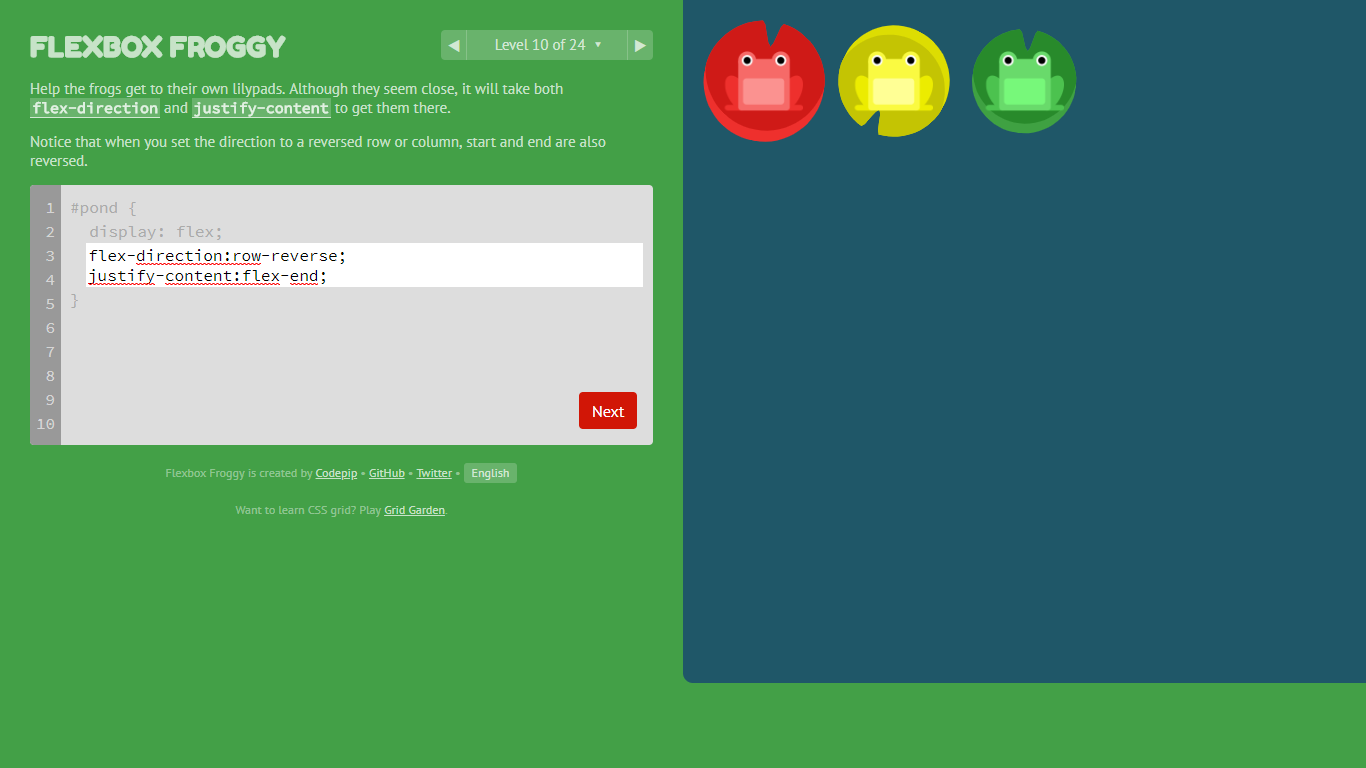 FLEXBOX FROGGY
◀ Level 10 of 24 ▼ ▶
Help the frogs get to their own lilypads. Although they seem close, it will take both
flex-direction and justify-content to get them there.
Notice that when you set the direction to a reversed row or column, start and end are also
reversed.
1 #pond {
2 display: flex;
3 flex-direction:row-reverse;
4 justify-content:flex-end;
5 }
6
7
8
9
10
Next
Flexbox Froggy is created by Codepip • GitHub • Twitter • English
Want to learn CSS grid? Play Grid Garden.